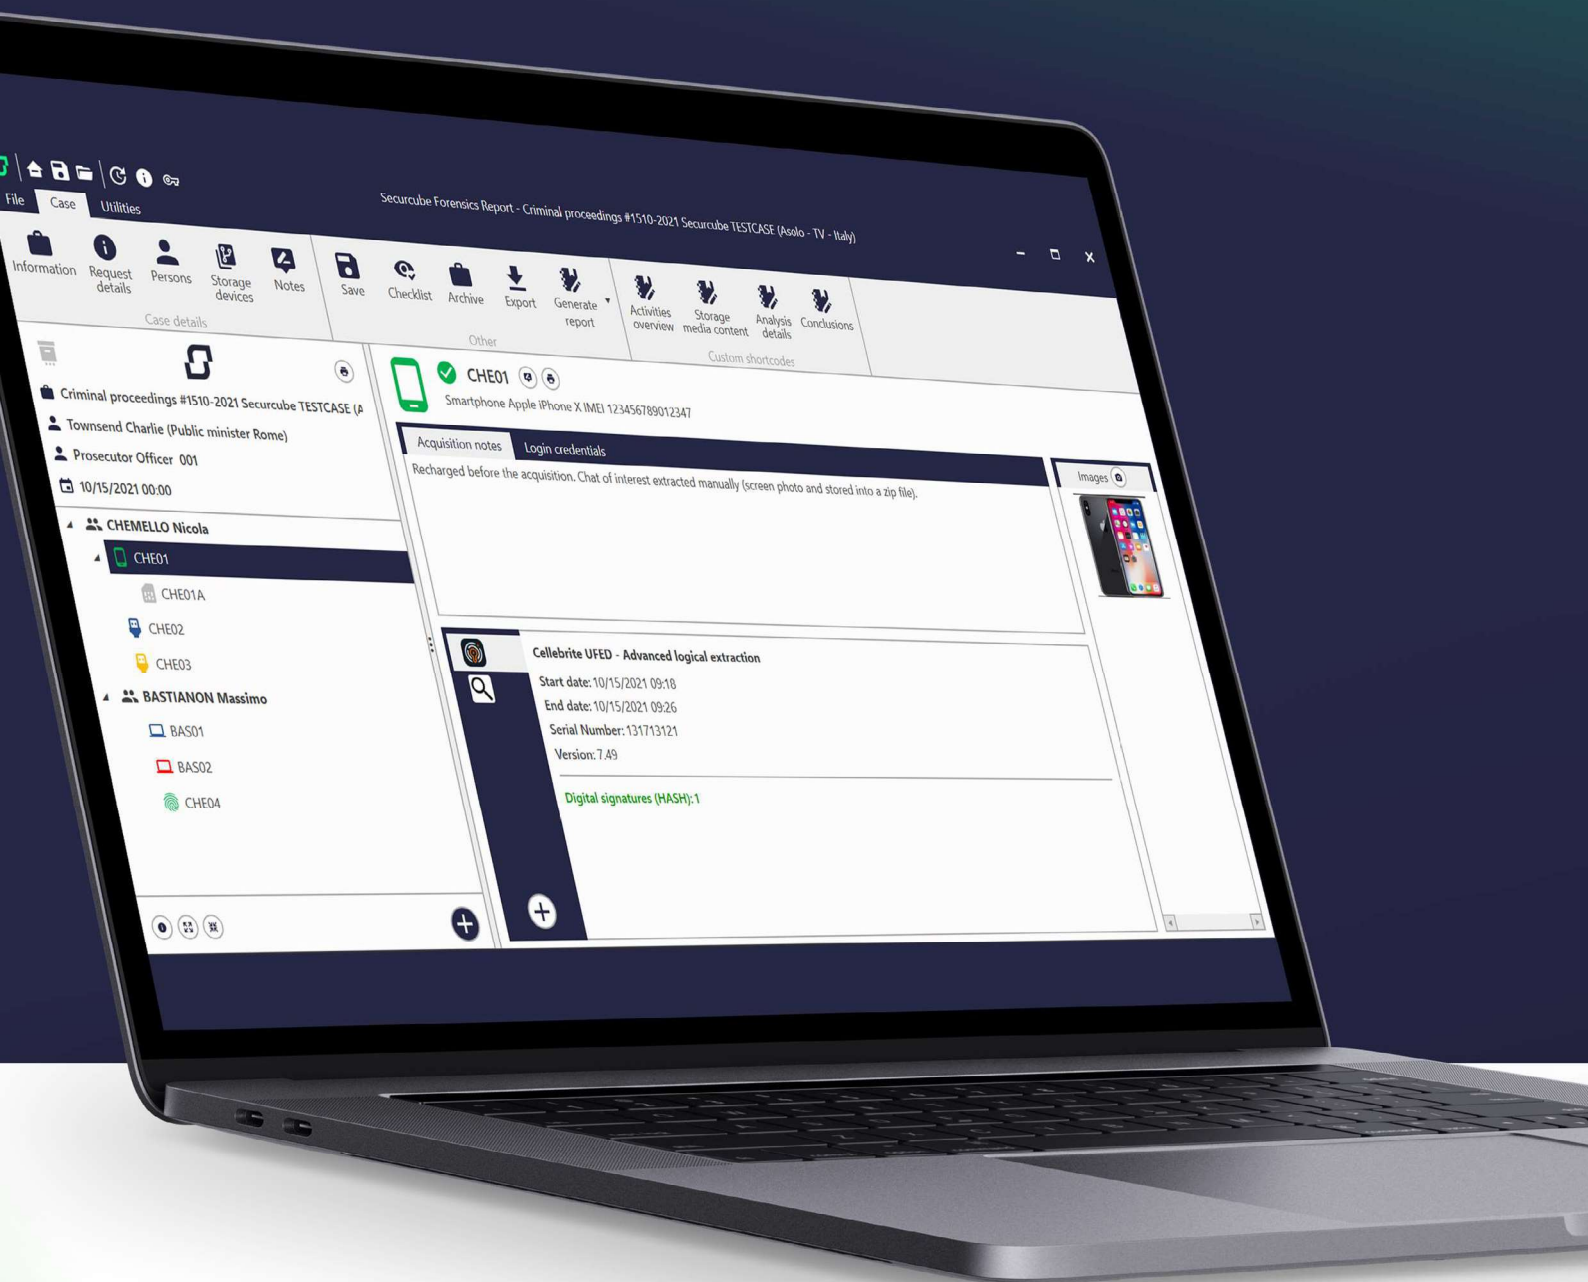 Securcube Forensics Report - Criminal proceedings #1510-2021 Securcube TESTCASE (Asolo - TV - Italy)
File Case Utilities
Information
Request details
Persons
Storage devices
Notes
Case details
Save
Checklist
Archive
Export
Generate report
Other
Activities overview
Storage media content
Analysis details
Conclusions
Custom shortcodes
Criminal proceedings #1510-2021 Securcube TESTCASE (A
Townsend Charlie (Public minister Rome)
Prosecutor Officer 001
10/15/2021 00:00
CHEMELLO Nicola
CHE01
CHE01A
CHE02
CHE03
BASTIANON Massimo
BAS01
BAS02
CHE04
CHE01
Smartphone Apple iPhone X IMEI 123456789012347
Acquisition notes Login credentials
Recharged before the acquisition. Chat of interest extracted manually (screen photo and stored into a zip file).
Images
Cellebrite UFED - Advanced logical extraction
Start date: 10/15/2021 09:18
End date: 10/15/2021 09:26
Serial Number: 131713121
Version: 7.49
Digital signatures (HASH): 1